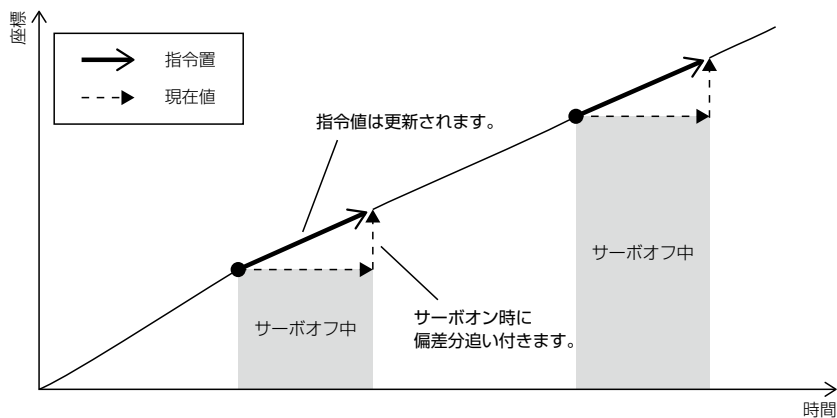 座標
指令置
現在値
指令値は更新されます。
サーボオフ中
サーボオフ中
サーボオン時に
偏差分追い付きます。
時間